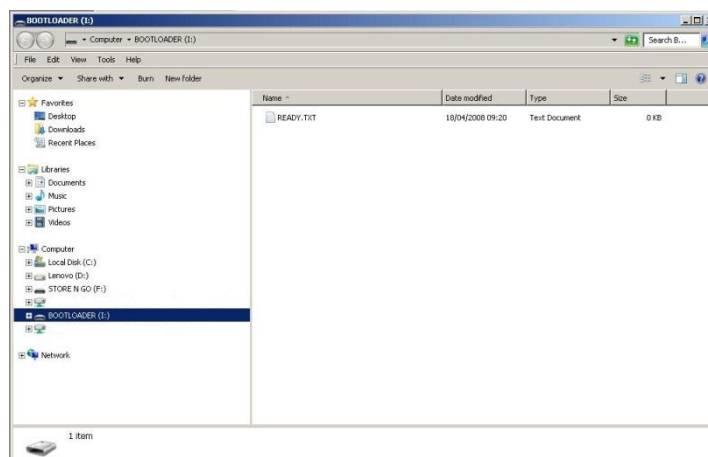 BOOTLOADER (I:)
Computer BOOTLOADER (I:)
Search B...
File Edit View Tools Help
Organize Share with Burn New folder
Favorites
Desktop
Downloads
Recent Places
Libraries
Documents
Music
Pictures
Videos
Computer
Local Disk (C:)
Lenovo (D:)
STORE N GO (F:)
BOOTLOADER (I:)
Network
Name Date modified Type Size
READY.TXT 18/04/2008 09:20 Text Document 0 KB
1 item